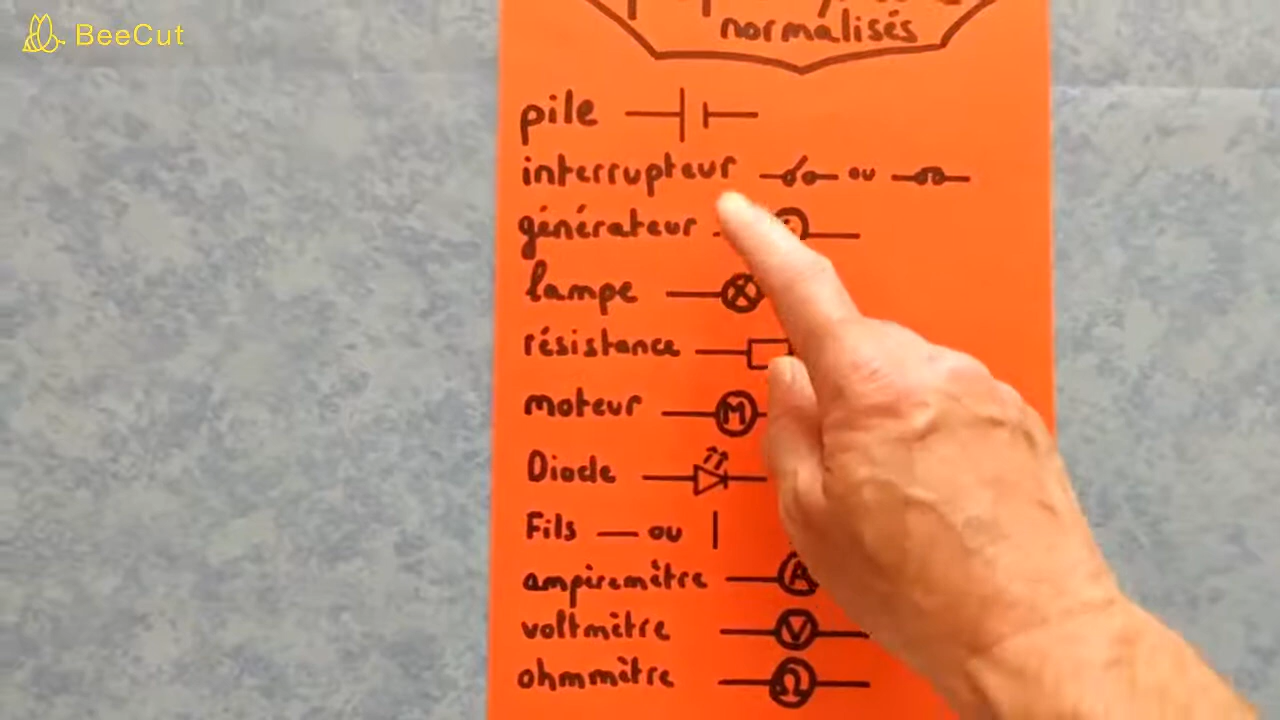 BeeCut
normalisés
pile
interrupteur ou
générateur
lampe
résistance
moteur M
Diode
Fils ou
ampèremètre A
voltmètre V
ohmmètre Ω